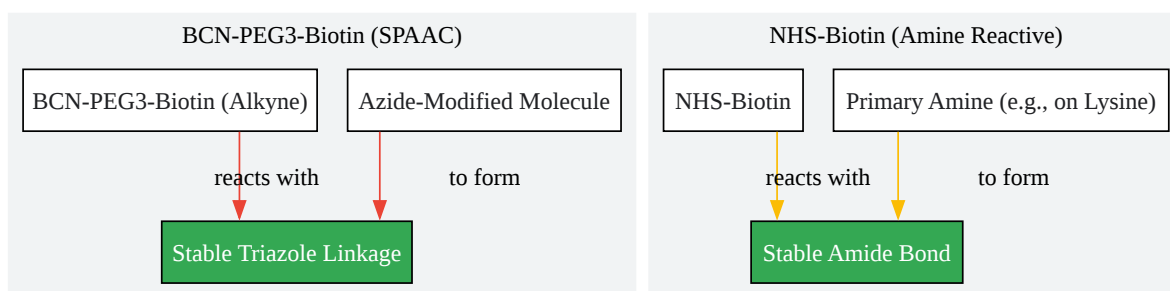 BCN-PEG3-Biotin (SPAAC)
BCN-PEG3-Biotin (Alkyne)
Azide-Modified Molecule
reacts with
to form
Stable Triazole Linkage
NHS-Biotin (Amine Reactive)
NHS-Biotin
Primary Amine (e.g., on Lysine)
reacts with
to form
Stable Amide Bond